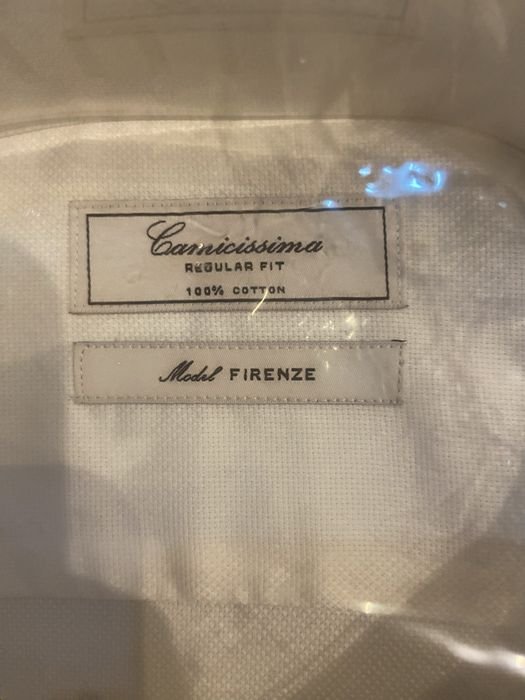 Camicissima
REGULAR FIT
100% COTTON
Model FIRENZE